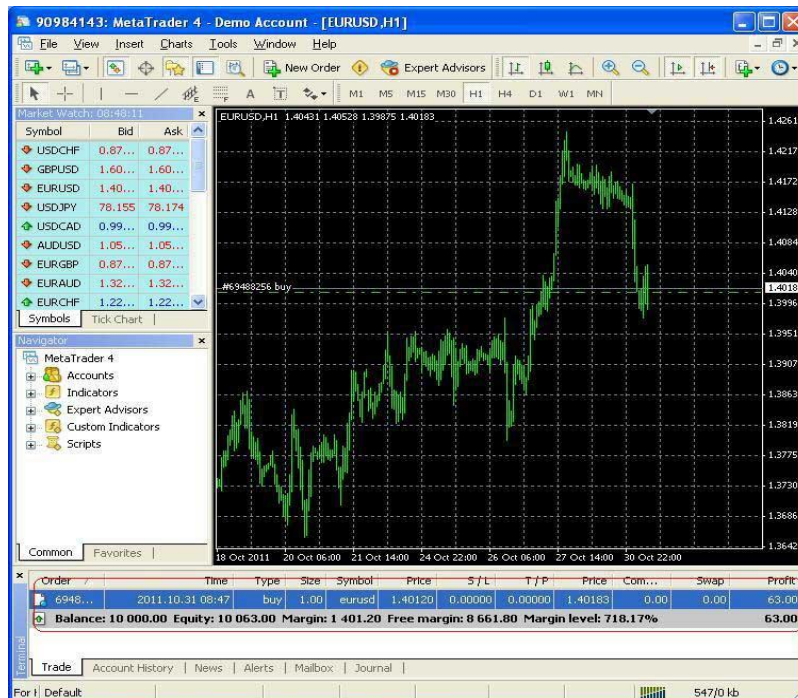 90984143: MetaTrader 4 - Demo Account - [EURUSD,H1]
File View Insert Charts Tools Window Help
New Order Expert Advisors
A T M1 M5 M15 M30 H1 H4 D1 W1 MN
Market Watch: 08:48:11
Symbol Bid Ask
USDCHF 0.87... 0.87...
GBPUSD 1.60... 1.60...
EURUSD 1.40... 1.40...
USDJPY 78.155 78.174
USDCAD 0.99... 0.99...
AUDUSD 1.05... 1.05...
EURGBP 0.87... 0.87...
EURAUD 1.32... 1.32...
EURCHF 1.22... 1.22...
Symbols Tick Chart
Navigator
MetaTrader 4
Accounts
Indicators
Expert Advisors
Custom Indicators
Scripts
Common Favorites
EURUSD,H1 1.40431 1.40528 1.39875 1.40183
#69488256 buy
1.4261
1.4217
1.4172
1.4128
1.4084
1.4040
1.4018
1.3996
1.3951
1.3907
1.3863
1.3819
1.3775
1.3730
1.3686
1.3642
18 Oct 2011 20 Oct 06:00 21 Oct 14:00 24 Oct 22:00 26 Oct 06:00 27 Oct 14:00 30 Oct 22:00
Order Time Type Size Symbol Price S / L T / P Price Com... Swap Profit
6948... 2011.10.31 08:47 buy 1.00 eurusd 1.40120 0.00000 0.00000 1.40183 0.00 0.00 63.00
Balance: 10 000.00 Equity: 10 063.00 Margin: 1 401.20 Free margin: 8 661.80 Margin level: 718.17% 63.00
Terminal
Trade Account History News Alerts Mailbox Journal
For H Default 547/0 kb